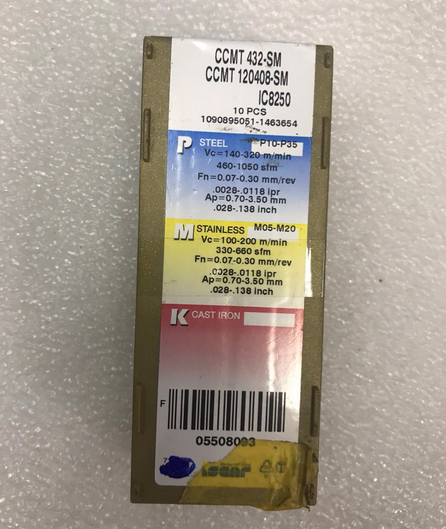 CCMT 432-SM
CCMT 120408-SM
IC8250
10 PCS
1090895051-1463654
P STEEL P10-P35
Vc=140-320 m/min
460-1050 sfm
Fn=0.07-0.30 mm/rev
.0028-.0118 ipr
Ap=0.70-3.50 mm
.028-.138 inch
M STAINLESS M05-M20
Vc=100-200 m/min
330-660 sfm
Fn=0.07-0.30 mm/rev
.0028-.0118 ipr
Ap=0.70-3.50 mm
.028-.138 inch
K CAST IRON
F
05508093
7
ISCAR